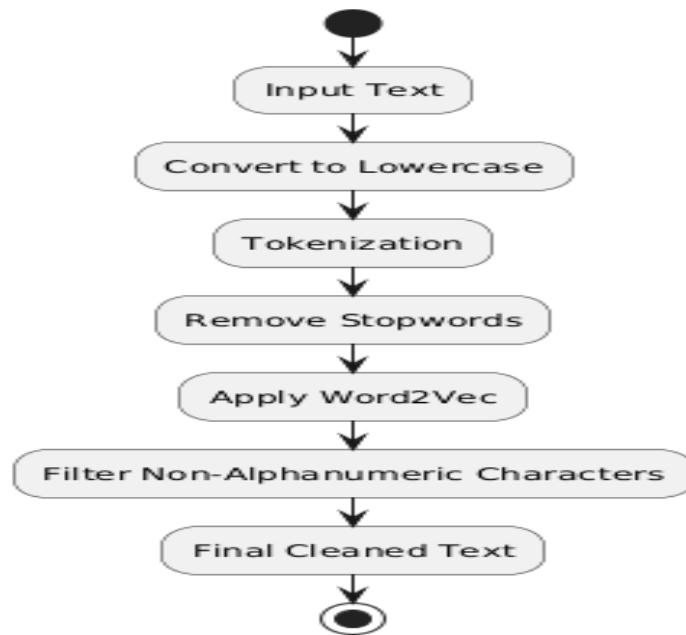 Input Text
Convert to Lowercase
Tokenization
Remove Stopwords
Apply Word2Vec
Filter Non-Alphanumeric Characters
Final Cleaned Text